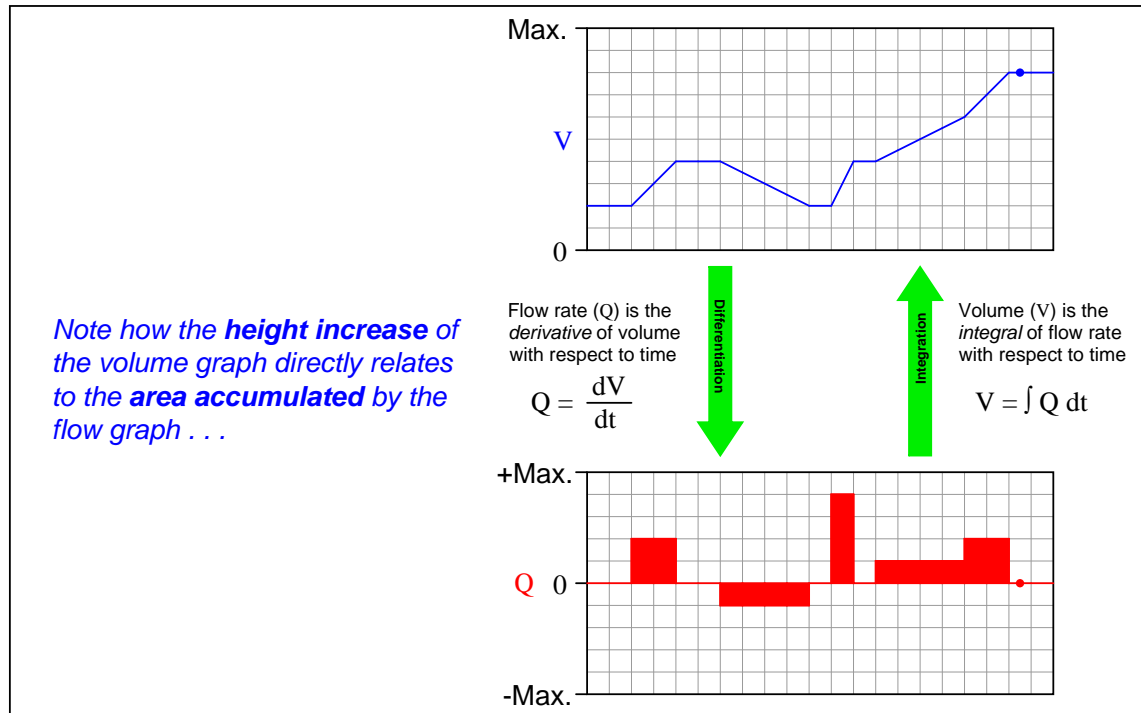 Max.
V
0
Note how the height increase of
the volume graph directly relates
to the area accumulated by the
flow graph . . .
Flow rate (Q) is the
derivative of volume
with respect to time
Q = dV/dt
Differentiation
Integration
Volume (V) is the
integral of flow rate
with respect to time
V = ∫ Q dt
+Max.
Q 0
-Max.